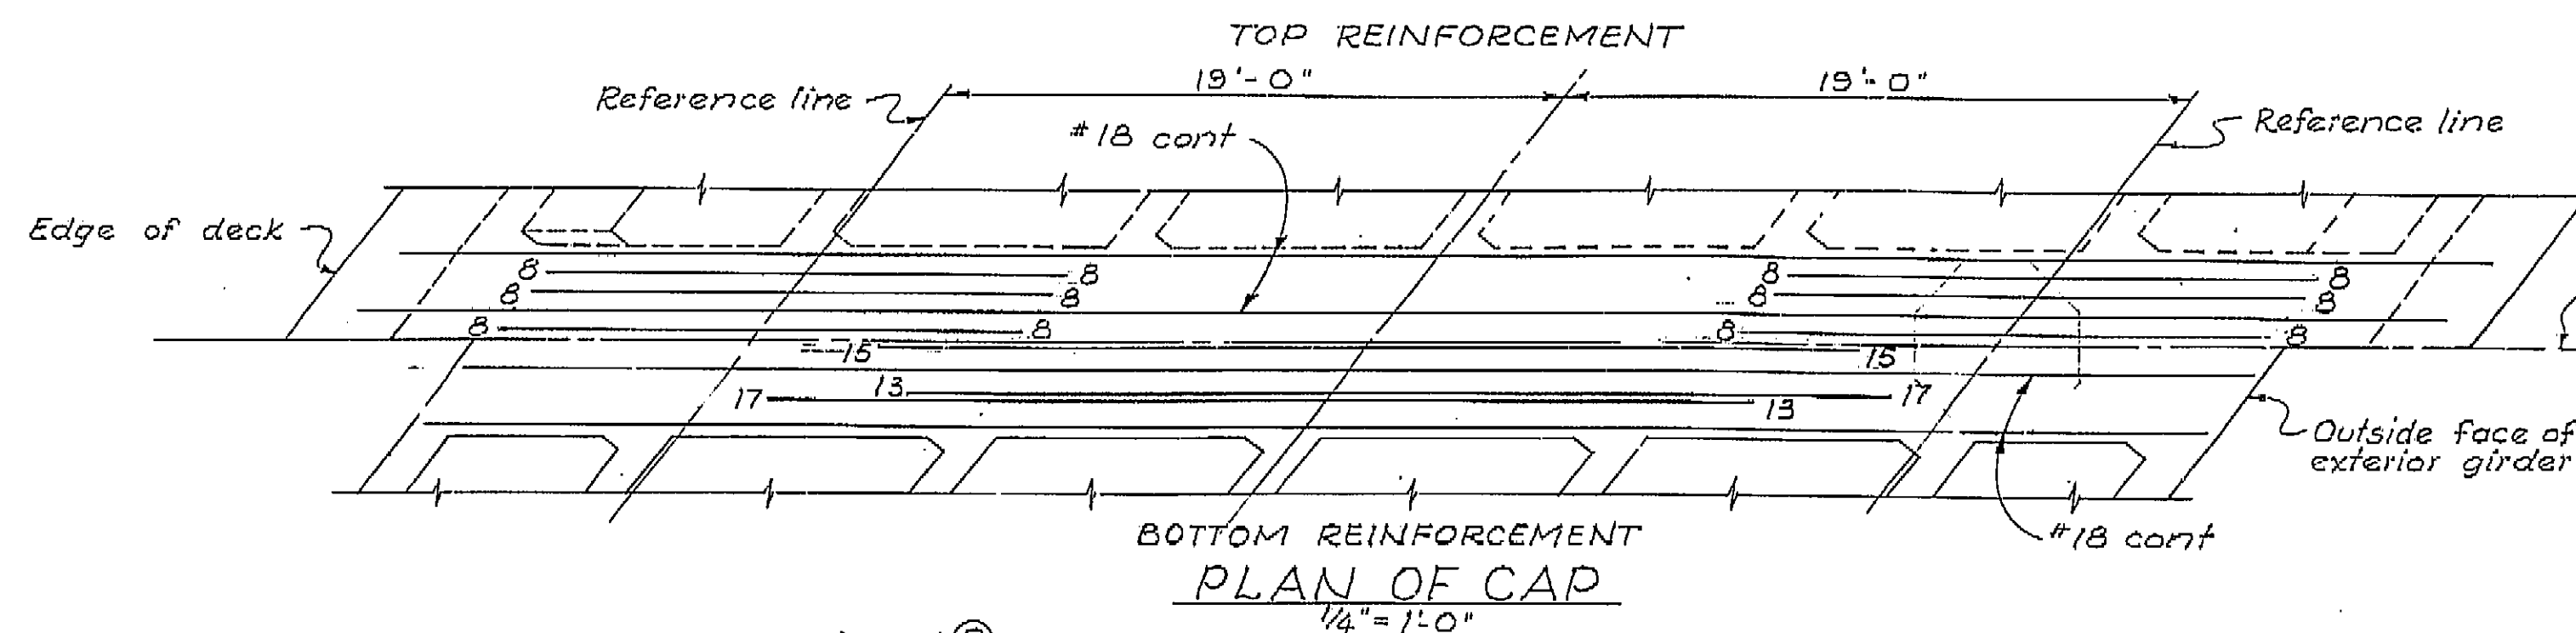 TOP REINFORCEMENT
19'-0" 19'-0"
Reference line
#18 cont
Reference line
Edge of deck
8 8 8 8
8 8 8 8
8 8 8 8
15 15
17 13 17
13
Outside face of
exterior girder
#18 cont
BOTTOM REINFORCEMENT
PLAN OF CAP
1/4" = 1'-0"